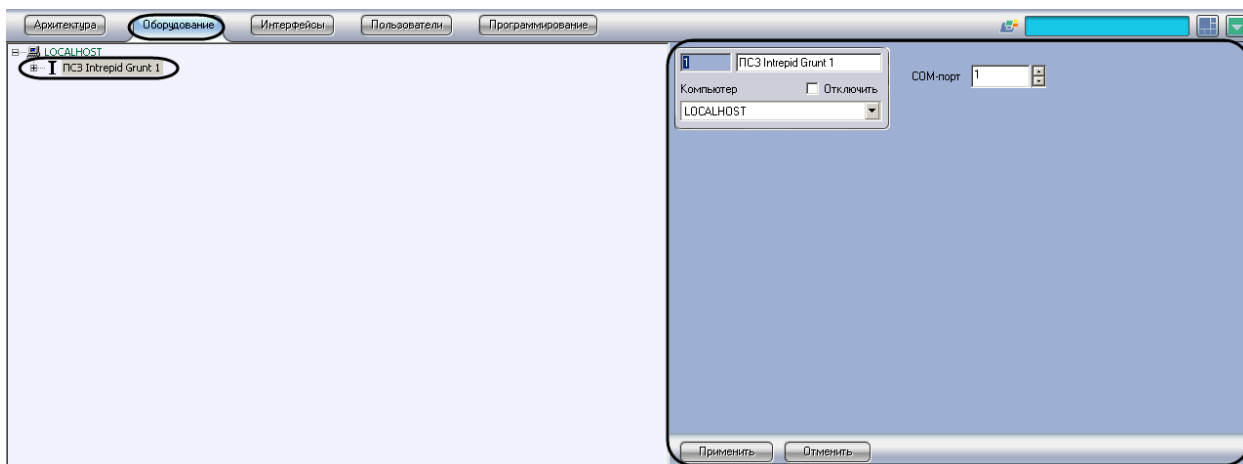 Архитектура Оборудование Интерфейсы Пользователи Программирование
LOCALHOST
ПСЗ Intrepid Grunt 1
1 ПСЗ Intrepid Grunt 1
COM-порт 1
Компьютер Отключить
LOCALHOST
Применить Отменить